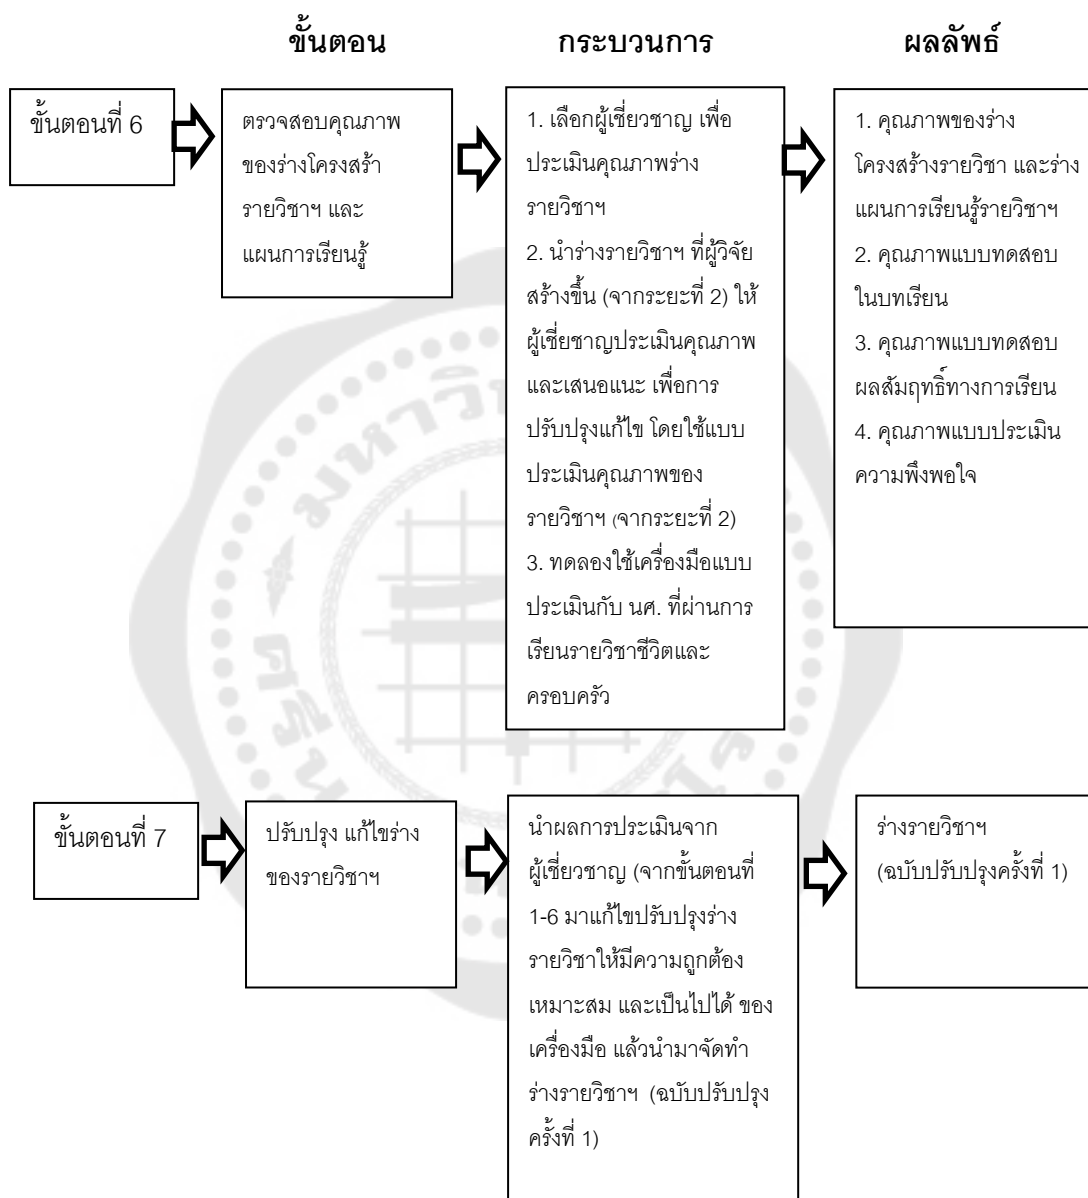 ขั้นตอน
กระบวนการ
ผลลัพธ์
ขั้นตอนที่ 6
ตรวจสอบคุณภาพ
ของร่างโครงสร้า
รายวิชาฯ และ
แผนการเรียนรู้
1. เลือกผู้เชี่ยวชาญ เพื่อ
ประเมินคุณภาพร่าง
รายวิชาฯ
2. นำร่างรายวิชาฯ ที่ผู้วิจัย
สร้างขึ้น (จากระยะที่ 2) ให้
ผู้เชี่ยชาญประเมินคุณภาพ
และเสนอแนะ เพื่อการ
ปรับปรุงแก้ไข โดยใช้แบบ
ประเมินคุณภาพของ
รายวิชาฯ (จากระยะที่ 2)
3. ทดลองใช้เครื่องมือแบบ
ประเมินกับ นศ. ที่ผ่านการ
เรียนรายวิชาชีวิตและ
ครอบครัว
1. คุณภาพของร่าง
โครงสร้างรายวิชา และร่าง
แผนการเรียนรู้รายวิชาฯ
2. คุณภาพแบบทดสอบ
ในบทเรียน
3. คุณภาพแบบทดสอบ
ผลสัมฤทธิ์ทางการเรียน
4. คุณภาพแบบประเมิน
ความพึงพอใจ
ขั้นตอนที่ 7
ปรับปรุง แก้ไขร่าง
ของรายวิชาฯ
นำผลการประเมินจาก
ผู้เชี่ยวชาญ (จากขั้นตอนที่
1-6 มาแก้ไขปรับปรุงร่าง
รายวิชาให้มีความถูกต้อง
เหมาะสม และเป็นไปได้ ของ
เครื่องมือ แล้วนำมาจัดทำ
ร่างรายวิชาฯ (ฉบับปรับปรุง
ครั้งที่ 1)
ร่างรายวิชาฯ
(ฉบับปรับปรุงครั้งที่ 1)